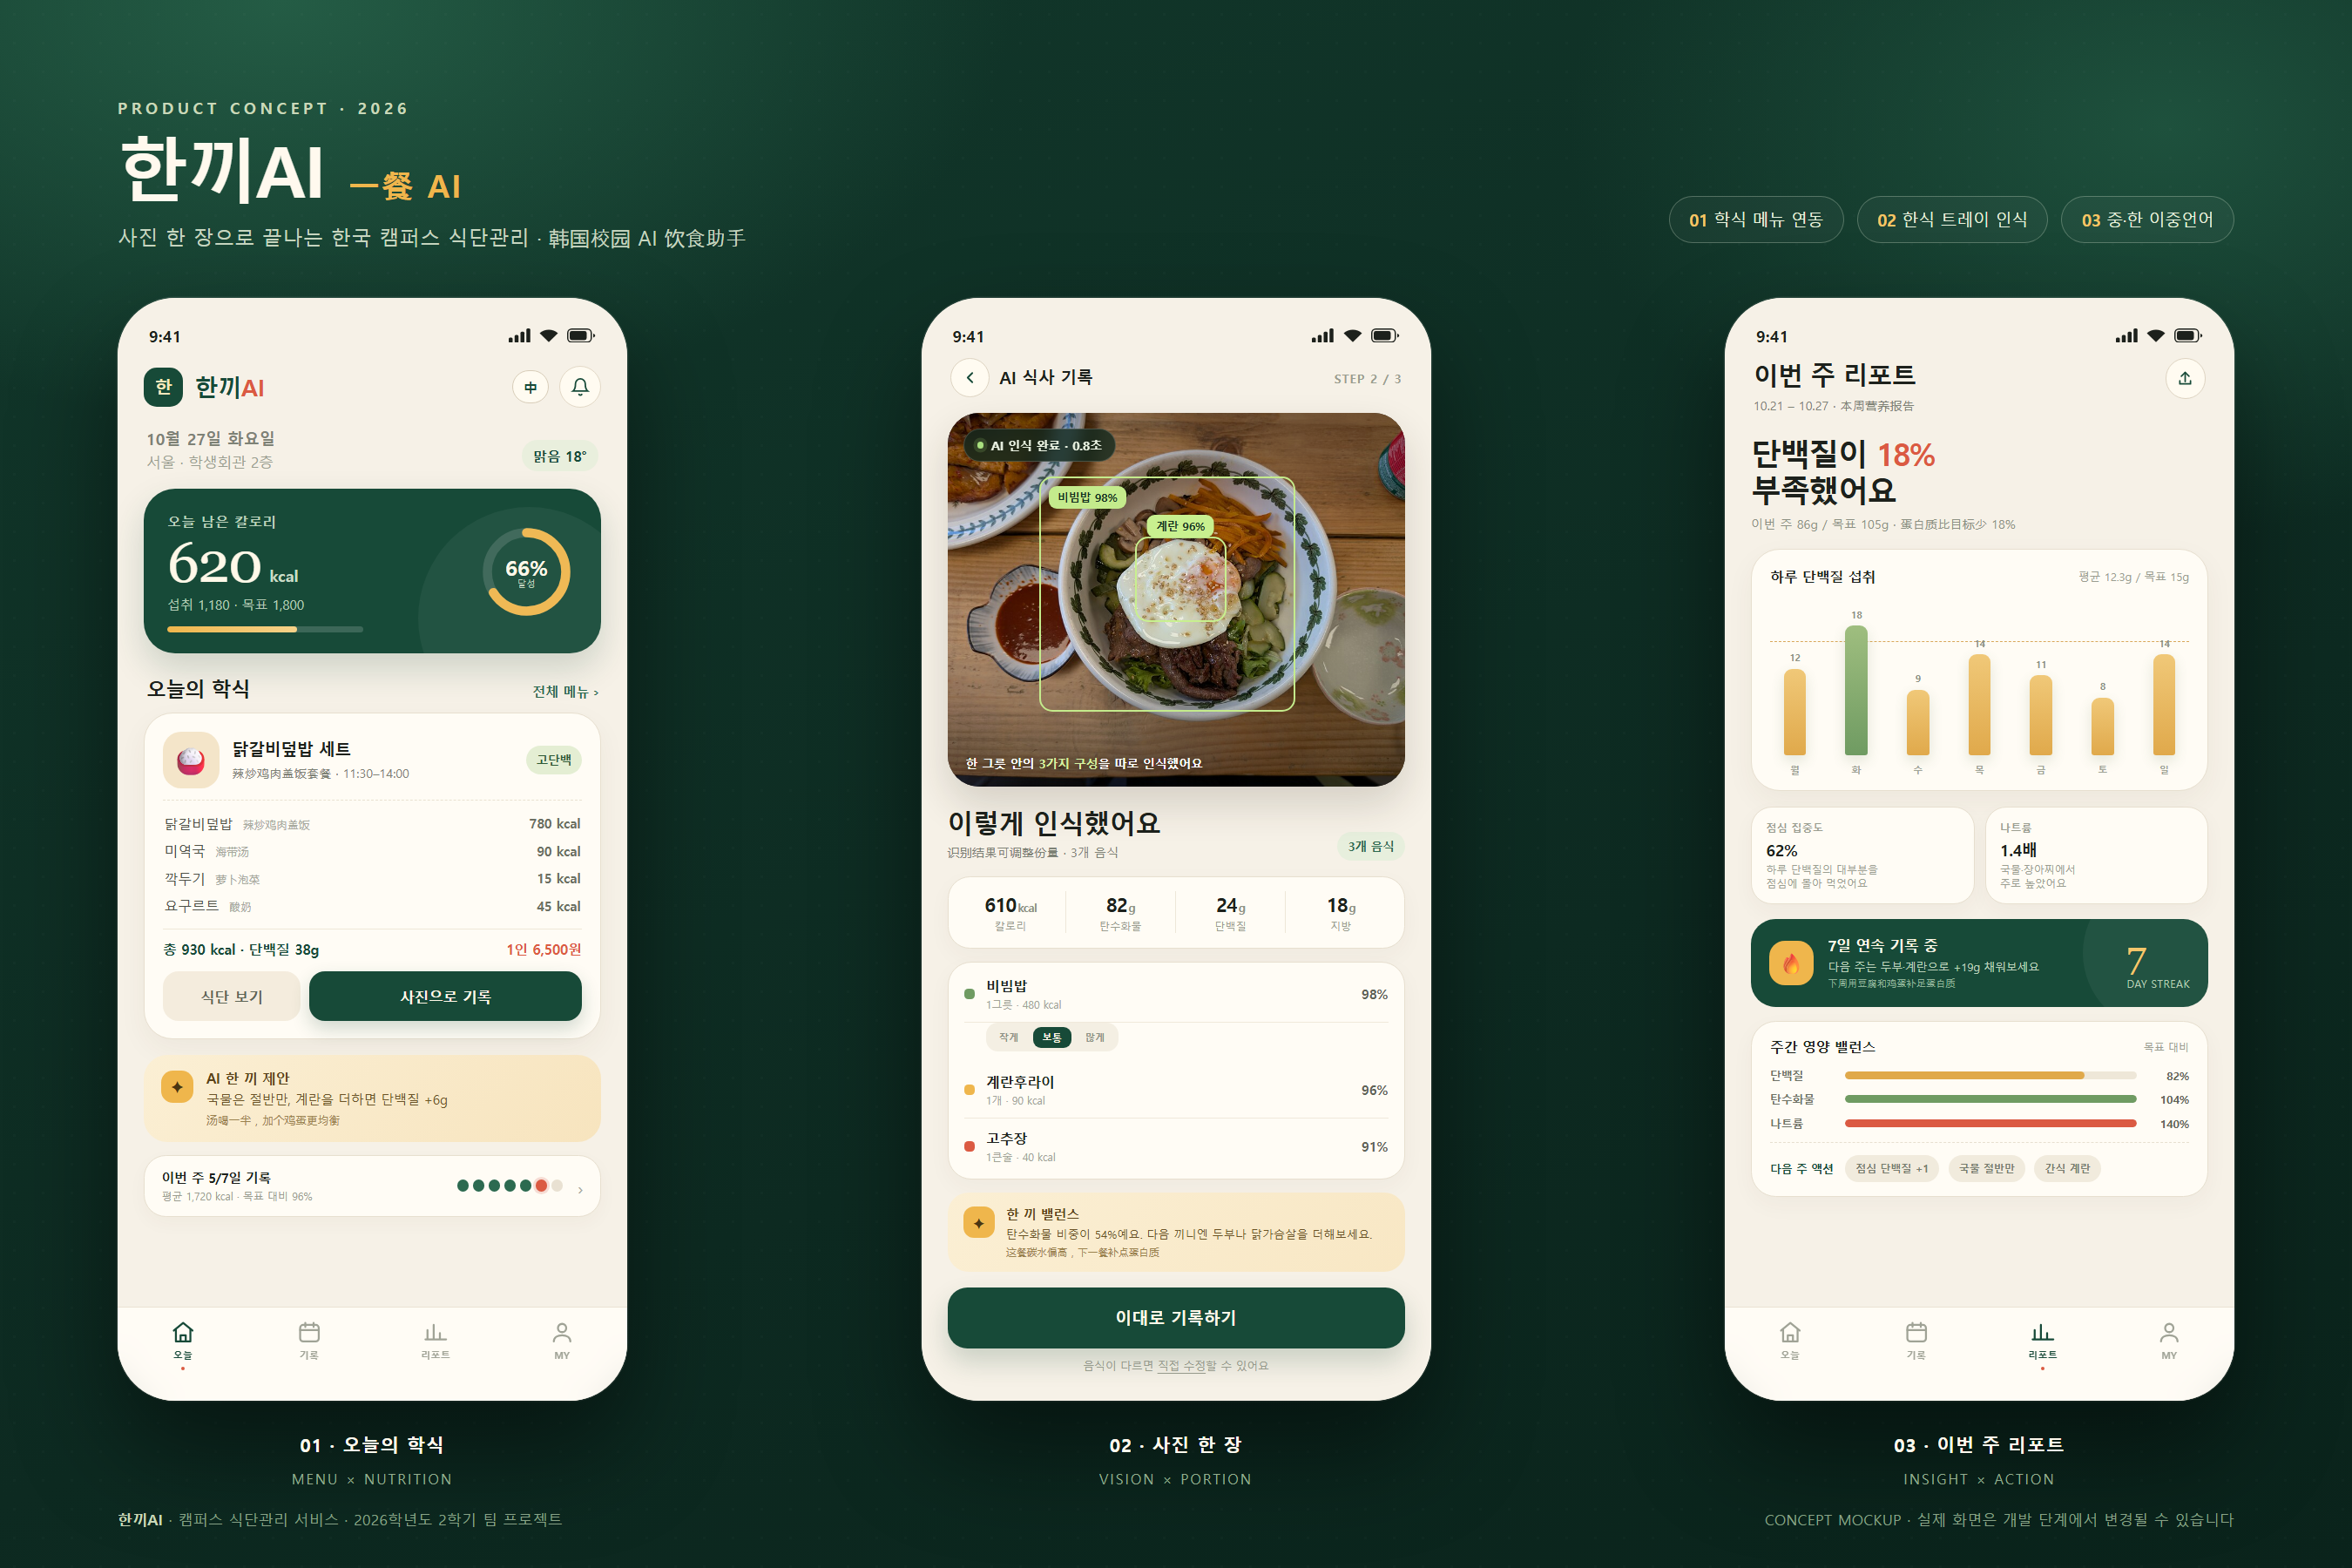 PRODUCT CONCEPT · 2026
한끼AI 一餐 AI
사진 한 장으로 끝나는 한국 캠퍼스 식단관리 · 韩国校园 AI 饮食助手
01 학식 메뉴 연동
02 한식 트레이 인식
03 중·한 이중언어
9:41
한 한끼AI 中
10월 27일 화요일
서울 · 학생회관 2층
맑음 18°
오늘 남은 칼로리
620 kcal
섭취 1,180 · 목표 1,800
66%
달성
오늘의 학식
전체 메뉴 ›
닭갈비덮밥 세트
辣炒鸡肉盖饭套餐 · 11:30–14:00
고단백
닭갈비덮밥 辣炒鸡肉盖饭 780 kcal
미역국 海带汤 90 kcal
깍두기 萝卜泡菜 15 kcal
요구르트 酸奶 45 kcal
총 930 kcal · 단백질 38g 1인 6,500원
식단 보기
사진으로 기록
AI 한 끼 제안
국물은 절반만, 계란을 더하면 단백질 +6g
汤喝一半，加个鸡蛋更均衡
이번 주 5/7일 기록
평균 1,720 kcal · 목표 대비 96%
›
오늘 기록 리포트 MY
01 · 오늘의 학식
MENU × NUTRITION
9:41
AI 식사 기록
STEP 2 / 3
AI 인식 완료 · 0.8초
비빔밥 98%
계란 96%
한 그릇 안의 3가지 구성을 따로 인식했어요
이렇게 인식했어요
识别结果可调整份量 · 3개 음식
3개 음식
610kcal 82g 24g 18g
칼로리 탄수화물 단백질 지방
비빔밥
1그릇 · 480 kcal
98%
작게 보통 많게
계란후라이
1개 · 90 kcal
96%
고추장
1큰술 · 40 kcal
91%
한 끼 밸런스
탄수화물 비중이 54%예요. 다음 끼니엔 두부나 닭가슴살을 더해보세요.
这餐碳水偏高，下一餐补点蛋白质
이대로 기록하기
음식이 다르면 직접 수정할 수 있어요
02 · 사진 한 장
VISION × PORTION
9:41
이번 주 리포트
10.21 – 10.27 · 本周营养报告
단백질이 18%
부족했어요
이번 주 86g / 목표 105g · 蛋白质比目标少 18%
하루 단백질 섭취
평균 12.3g / 목표 15g
12 18 9 14 11 8 14
월 화 수 목 금 토 일
점심 집중도
62%
하루 단백질의 대부분을
점심에 몰아 먹었어요
나트륨
1.4배
국물·장아찌에서
주로 높았어요
7일 연속 기록 중
다음 주는 두부·계란으로 +19g 채워보세요
下周用豆腐和鸡蛋补足蛋白质
7
DAY STREAK
주간 영양 밸런스
목표 대비
단백질 82%
탄수화물 104%
나트륨 140%
다음 주 액션 점심 단백질 +1 국물 절반만 간식 계란
오늘 기록 리포트 MY
03 · 이번 주 리포트
INSIGHT × ACTION
한끼AI · 캠퍼스 식단관리 서비스 · 2026학년도 2학기 팀 프로젝트
CONCEPT MOCKUP · 실제 화면은 개발 단계에서 변경될 수 있습니다